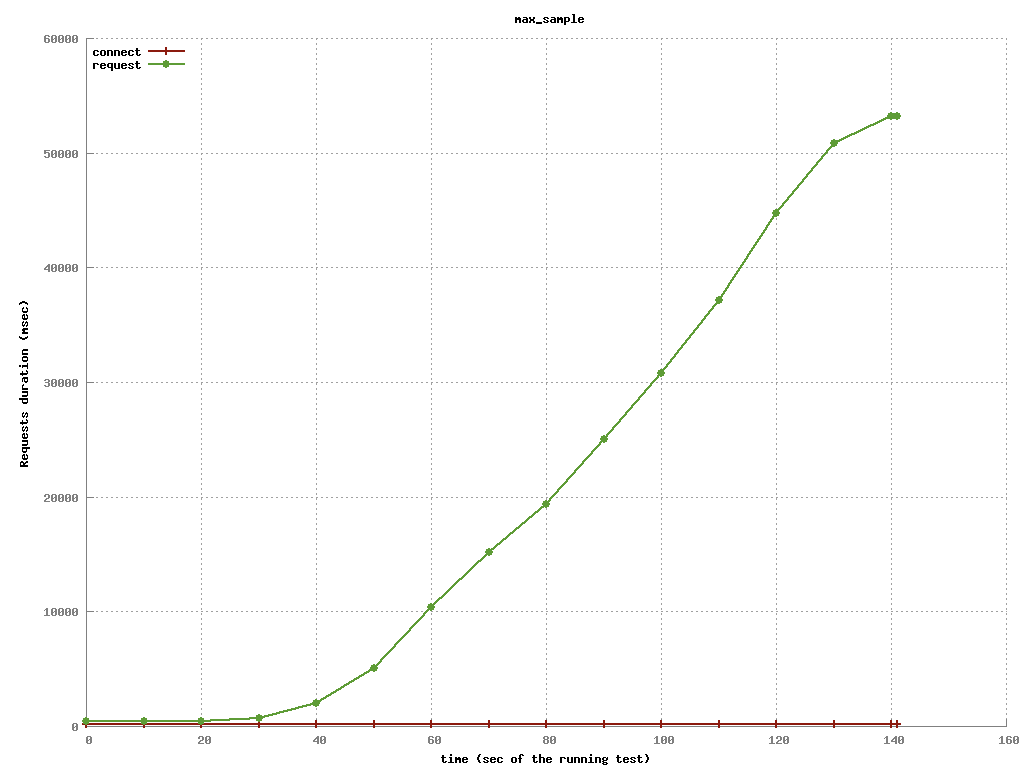 max_sample
60000
connect
request
50000
40000
Requests duration (msec)
30000
20000
10000
0
0 20 40 60 80 100 120 140 160
time (sec of the running test)